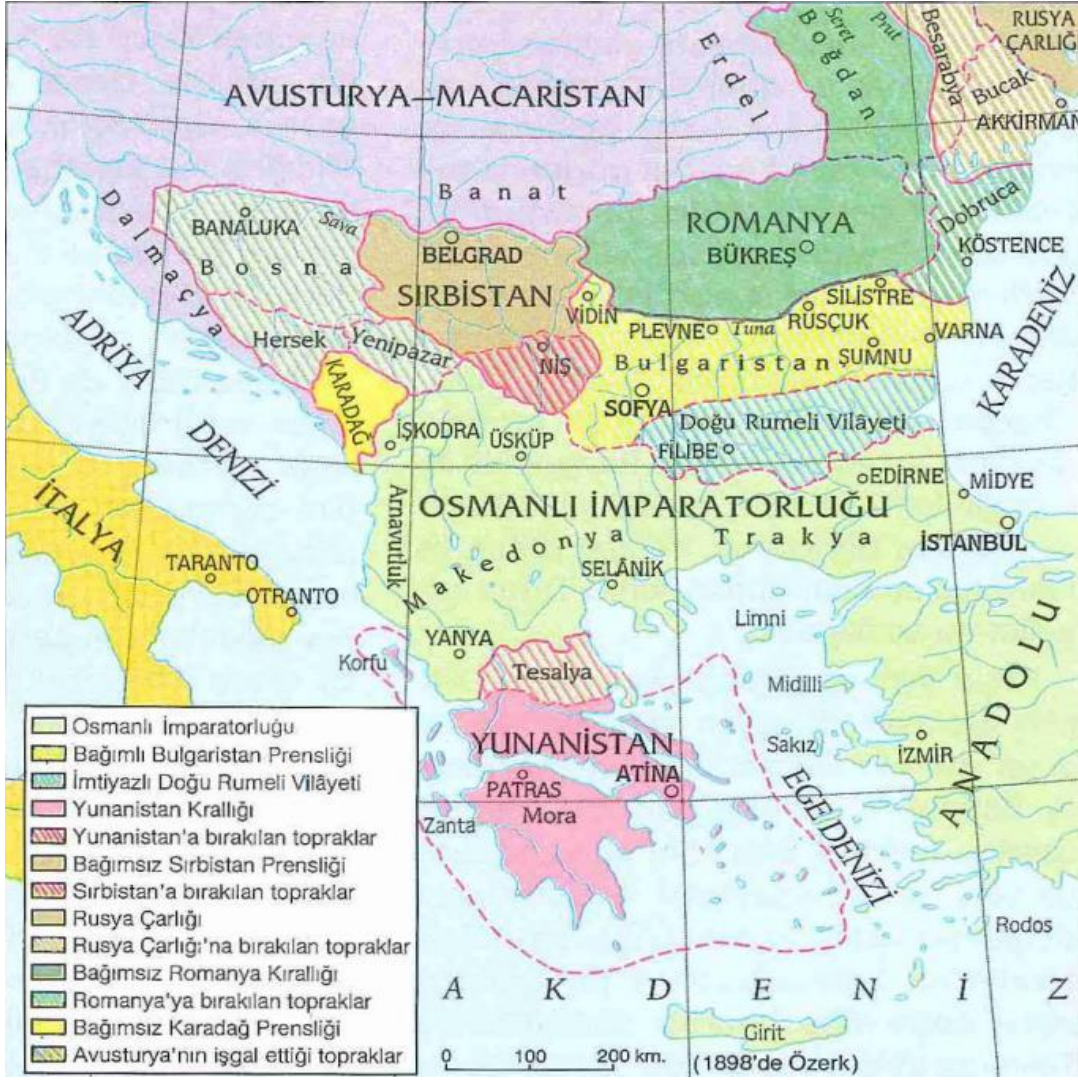 RUSYA
ÇARLIĞI
Seret
Prut
Boğdan
Besarabya
Bucak
AKKİRMAN
Erdel
AVUSTURYA–MACARİSTAN
Banat
Dobruca
KÖSTENCE
ROMANYA
BÜKREŞ
Dalmaçya
BANALUKA
Sava
Bosna
BELGRAD
SIRBİSTAN
VİDİN
PLEVNE
Tuna
RUSÇUK
SİLİSTRE
VARNA
ŞUMNU
Bulgaristan
KARADENİZ
Hersek
Yenipazar
NİŞ
KARADAĞ
SOFYA
Doğu Rumeli Vilâyeti
FİLİBE
ADRİYA
DENİZİ
İŞKODRA
ÜSKÜP
EDİRNE
MİDYE
İTALYA
OSMANLI İMPARATORLUĞU
Arnavutluk
Makedonya
Trakya
İSTANBUL
TARANTO
OTRANTO
SELÂNİK
Limni
YANYA
Korfu
Tesalya
Midilli
ANADOLU
YUNANİSTAN
ATİNA
Sakız
İZMİR
PATRAS
Mora
Zanta
EGE DENİZİ
Rodos
AKDENİZ
Girit
(1898'de Özerk)
Osmanlı İmparatorluğu
Bağımlı Bulgaristan Prensliği
İmtiyazlı Doğu Rumeli Vilâyeti
Yunanistan Krallığı
Yunanistan'a bırakılan topraklar
Bağımsız Sırbistan Prensliği
Sırbistan'a bırakılan topraklar
Rusya Çarlığı
Rusya Çarlığı'na bırakılan topraklar
Bağımsız Romanya Kırallığı
Romanya'ya bırakılan topraklar
Bağımsız Karadağ Prensliği
Avusturya'nın işgal ettiği topraklar
0 100 200 km.